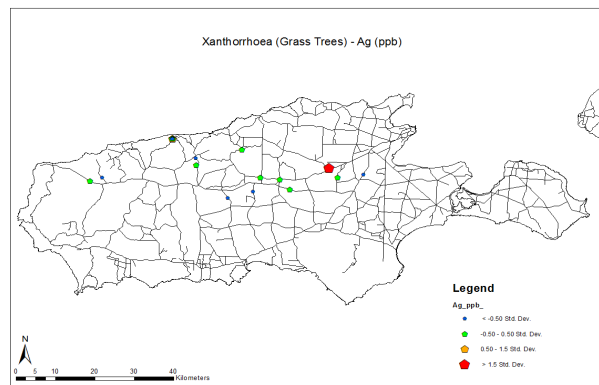 Xanthorrhoea (Grass Trees) - Ag (ppb)
Legend
Ag_ppb_
< -0.50 Std. Dev.
-0.50 - 0.50 Std. Dev.
0.50 - 1.5 Std. Dev.
> 1.5 Std. Dev.
N
0 5 10 20 30 40
Kilometers